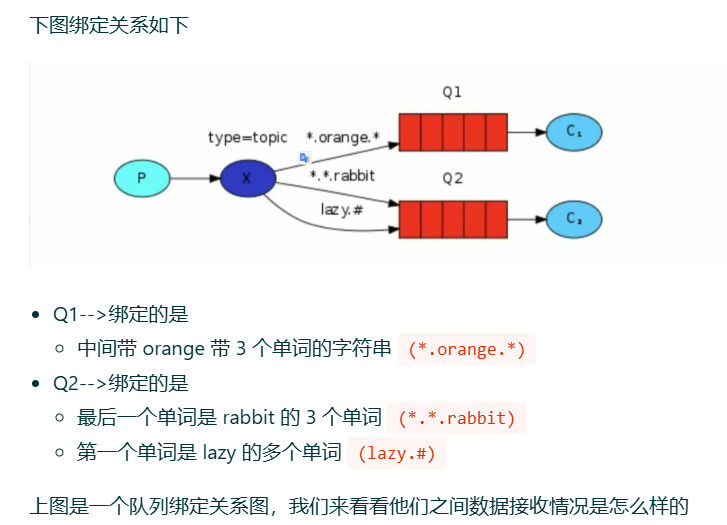 下图绑定关系如下
Q1
type=topic *.orange.*
C₁
P
X
*.*.rabbit
Q2
lazy.#
C₂
Q1-->绑定的是
中间带 orange 带 3 个单词的字符串 (*.orange.*)
Q2-->绑定的是
最后一个单词是 rabbit 的 3 个单词 (*.*.rabbit)
第一个单词是 lazy 的多个单词 (lazy.#)
上图是一个队列绑定关系图，我们来看看他们之间数据接收情况是怎么样的